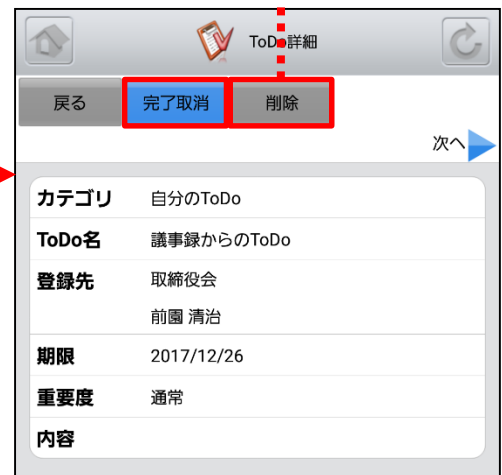 ToDo詳細
戻る 完了取消 削除
次へ
カテゴリ 自分のToDo
ToDo名 議事録からのToDo
登録先 取締役会
前園 清治
期限 2017/12/26
重要度 通常
内容